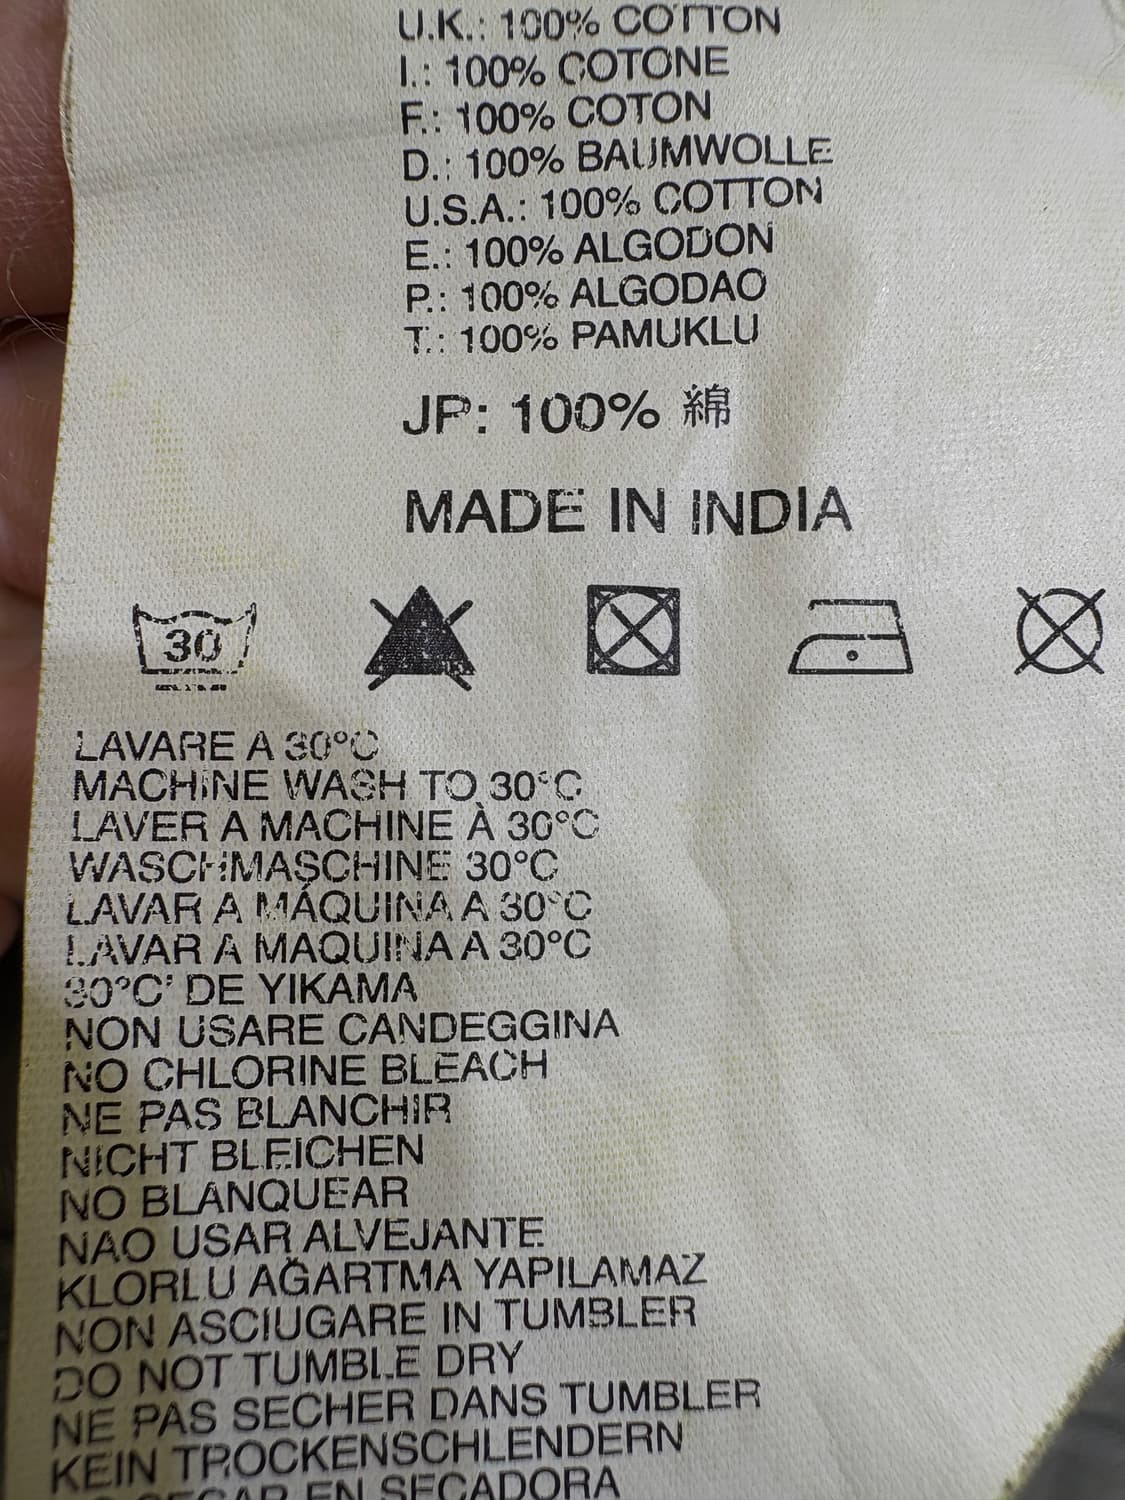 U.K.: 100% COTTON
I.: 100% COTONE
F.: 100% COTON
D.: 100% BAUMWOLLE
U.S.A.: 100% COTTON
E.: 100% ALGODON
P.: 100% ALGODAO
T.: 100% PAMUKLU
JP: 100% 綿
MADE IN INDIA
30
LAVARE A 30°C
MACHINE WASH TO 30°C
LAVER A MACHINE À 30°C
WASCHMASCHINE 30°C
LAVAR A MÁQUINA A 30°C
LAVAR A MAQUINA A 30°C
30°C' DE YIKAMA
NON USARE CANDEGGINA
NO CHLORINE BLEACH
NE PAS BLANCHIR
NICHT BLEICHEN
NO BLANQUEAR
NAO USAR ALVEJANTE
KLORLU AĞARTMA YAPILAMAZ
NON ASCIUGARE IN TUMBLER
DO NOT TUMBLE DRY
NE PAS SECHER DANS TUMBLER
KEIN TROCKENSCHLENDERN
SECAR EN SECADORA